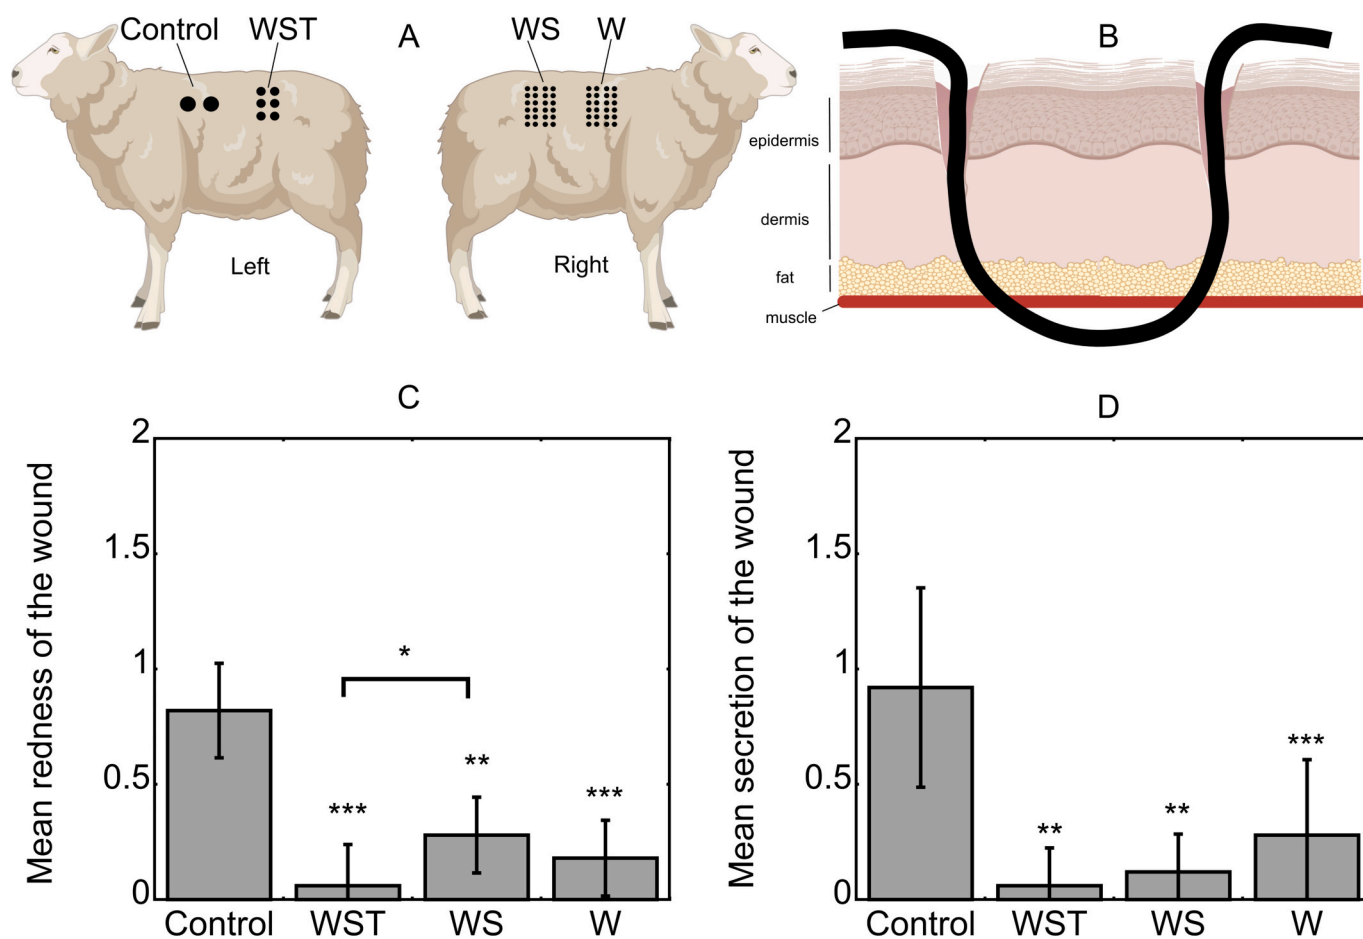 Control WST A WS W B
Left
Right
epidermis
dermis
fat
muscle
C
Mean redness of the wound
2
1.5
1
0.5
0
*
***
**
***
Control WST WS W
D
Mean secretion of the wound
2
1.5
1
0.5
0
**
**
***
Control WST WS W